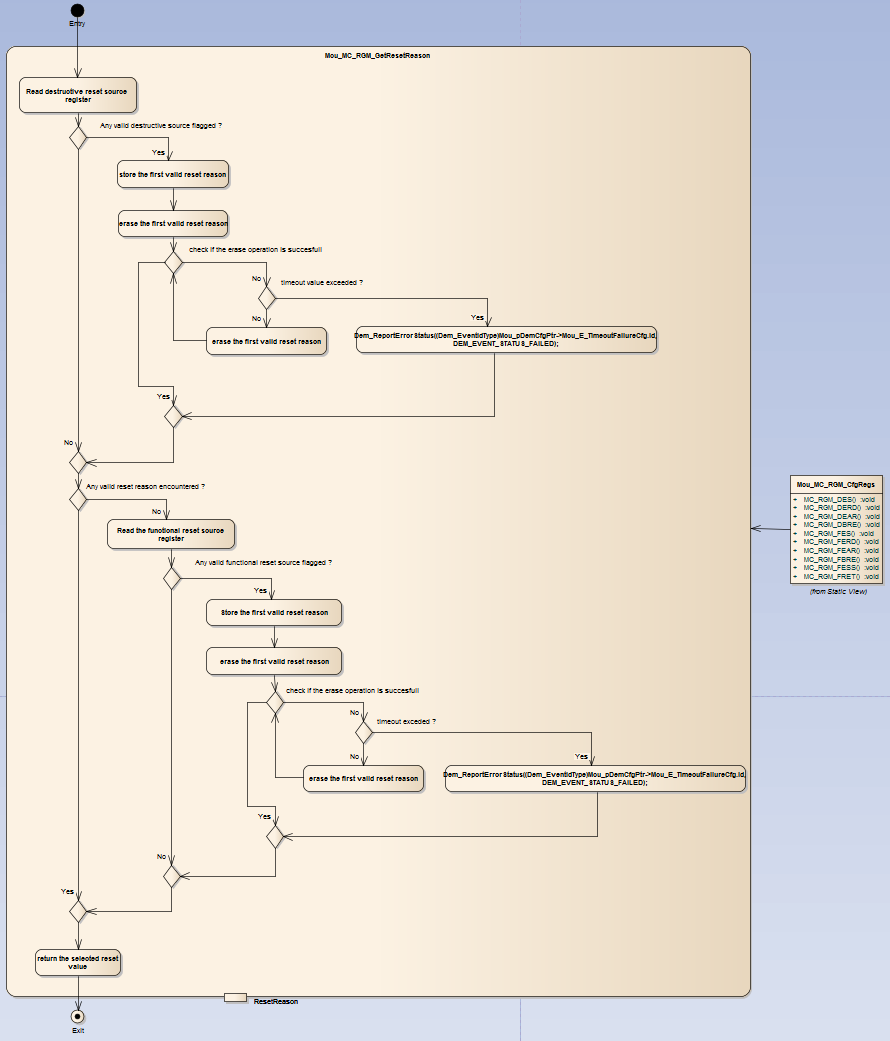 Entry
Mou_MC_RGM_GetResetReason
Read destructive reset source
register
Any valid destructive source flagged ?
Yes
store the first valid reset reason
erase the first valid reset reason
check if the erase operation is succesfull
No
timeout value exceeded ?
Yes
No
erase the first valid reset reason
Dem_ReportErrorStatus((Dem_EventIdType)Mou_pDemCfgPtr->Mou_E_TimeoutFailureCfg.Id,
DEM_EVENT_STATUS_FAILED);
Yes
No
Any valid reset reason encountered ?
No
Read the functional reset source
register
Any valid functional reset source flagged ?
Yes
Store the first valid reset reason
erase the first valid reset reason
check if the erase operation is succesfull
No
timeout exceded ?
Yes
No
erase the first valid reset reason
Dem_ReportErrorStatus((Dem_EventIdType)Mou_pDemCfgPtr->Mou_E_TimeoutFailureCfg.Id,
DEM_EVENT_STATUS_FAILED);
Yes
No
Yes
return the selected reset
value
ResetReason
Exit
Mou_MC_RGM_CfgRegs
+ MC_RGM_DES() :void
+ MC_RGM_DERD() :void
+ MC_RGM_DEAR() :void
+ MC_RGM_DBRE() :void
+ MC_RGM_FES() :void
+ MC_RGM_FERD() :void
+ MC_RGM_FEAR() :void
+ MC_RGM_FBRE() :void
+ MC_RGM_FESS() :void
+ MC_RGM_FRET() :void
(from Static View)